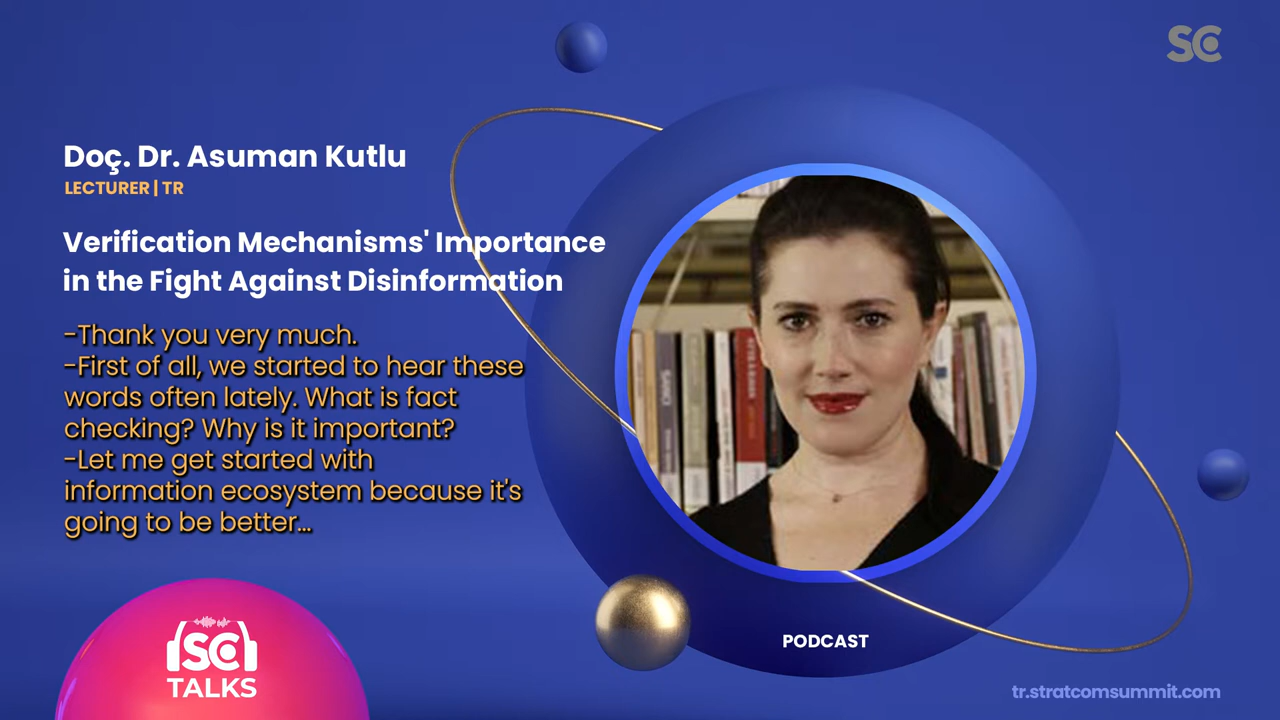 SC
Doç. Dr. Asuman Kutlu
LECTURER | TR
Verification Mechanisms' Importance
in the Fight Against Disinformation
-Thank you very much.
-First of all, we started to hear these
words often lately. What is fact
checking? Why is it important?
-Let me get started with
information ecosystem because it's
going to be better...
PODCAST
SC
TALKS
tr.stratcomsummit.com